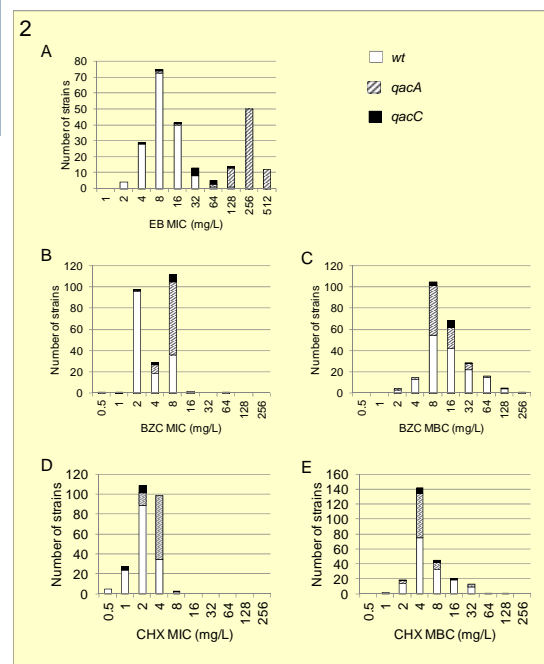 2
A
wt
qacA
qacC
Number of strains
80
70
60
50
40
30
20
10
0
1 2 4 8 16 32 64 128 256 512
EB MIC (mg/L)
B
Number of strains
120
100
80
60
40
20
0
0.5 1 2 4 8 16 32 64 128 256
BZC MIC (mg/L)
C
Number of strains
120
100
80
60
40
20
0
0.5 1 2 4 8 16 32 64 128 256
BZC MBC (mg/L)
D
Number of strains
120
100
80
60
40
20
0
0.5 1 2 4 8 16 32 64 128 256
CHX MIC (mg/L)
E
Number of strains
160
140
120
100
80
60
40
20
0
0.5 1 2 4 8 16 32 64 128 256
CHX MBC (mg/L)